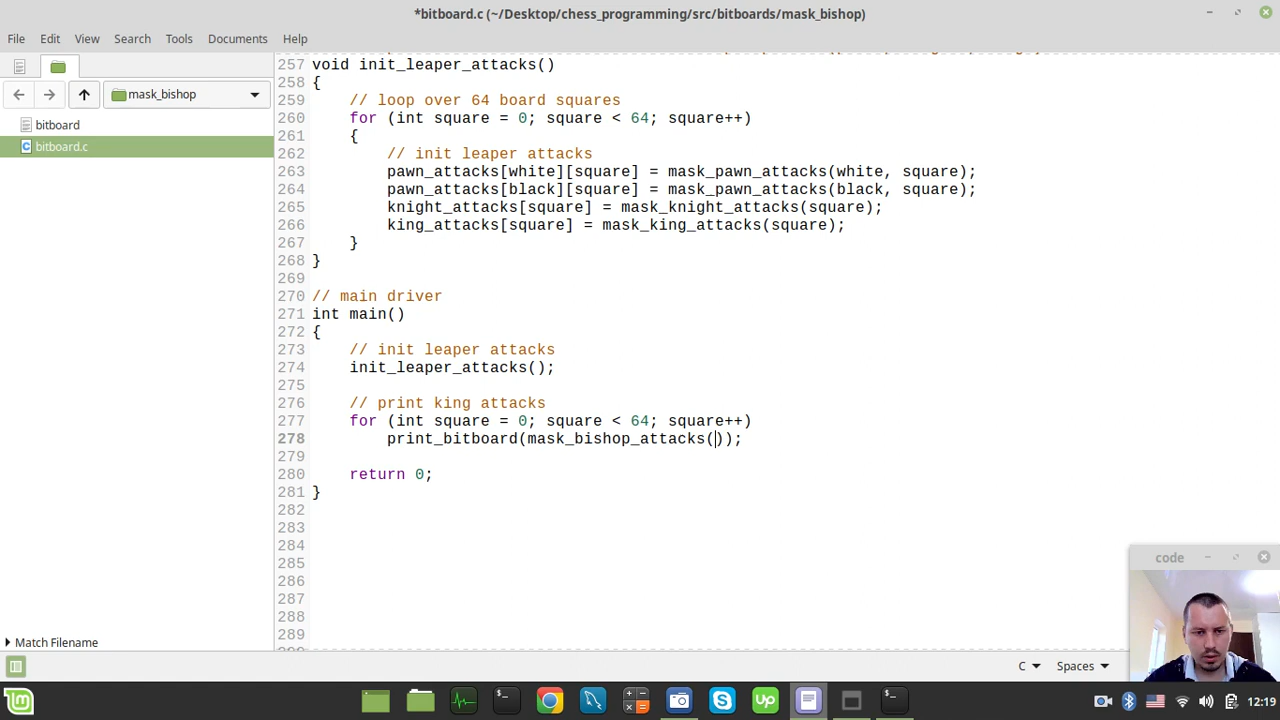 *bitboard.c (~/Desktop/chess_programming/src/bitboards/mask_bishop)
File Edit View Search Tools Documents Help
mask_bishop
bitboard
bitboard.c
257 void init_leaper_attacks()
258 {
259 // loop over 64 board squares
260 for (int square = 0; square < 64; square++)
261 {
262 // init leaper attacks
263 pawn_attacks[white][square] = mask_pawn_attacks(white, square);
264 pawn_attacks[black][square] = mask_pawn_attacks(black, square);
265 knight_attacks[square] = mask_knight_attacks(square);
266 king_attacks[square] = mask_king_attacks(square);
267 }
268 }
269
270 // main driver
271 int main()
272 {
273 // init leaper attacks
274 init_leaper_attacks();
275
276 // print king attacks
277 for (int square = 0; square < 64; square++)
278 print_bitboard(mask_bishop_attacks());
279
280 return 0;
281 }
282
283
284
285
286
287
288
289
Match Filename
code
C Spaces
12:19